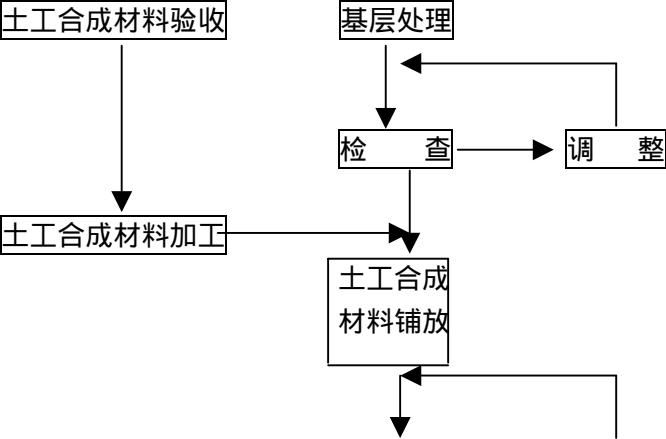 土工合成材料验收
基层处理
检 查
调 整
土工合成材料加工
土工合成
材料铺放